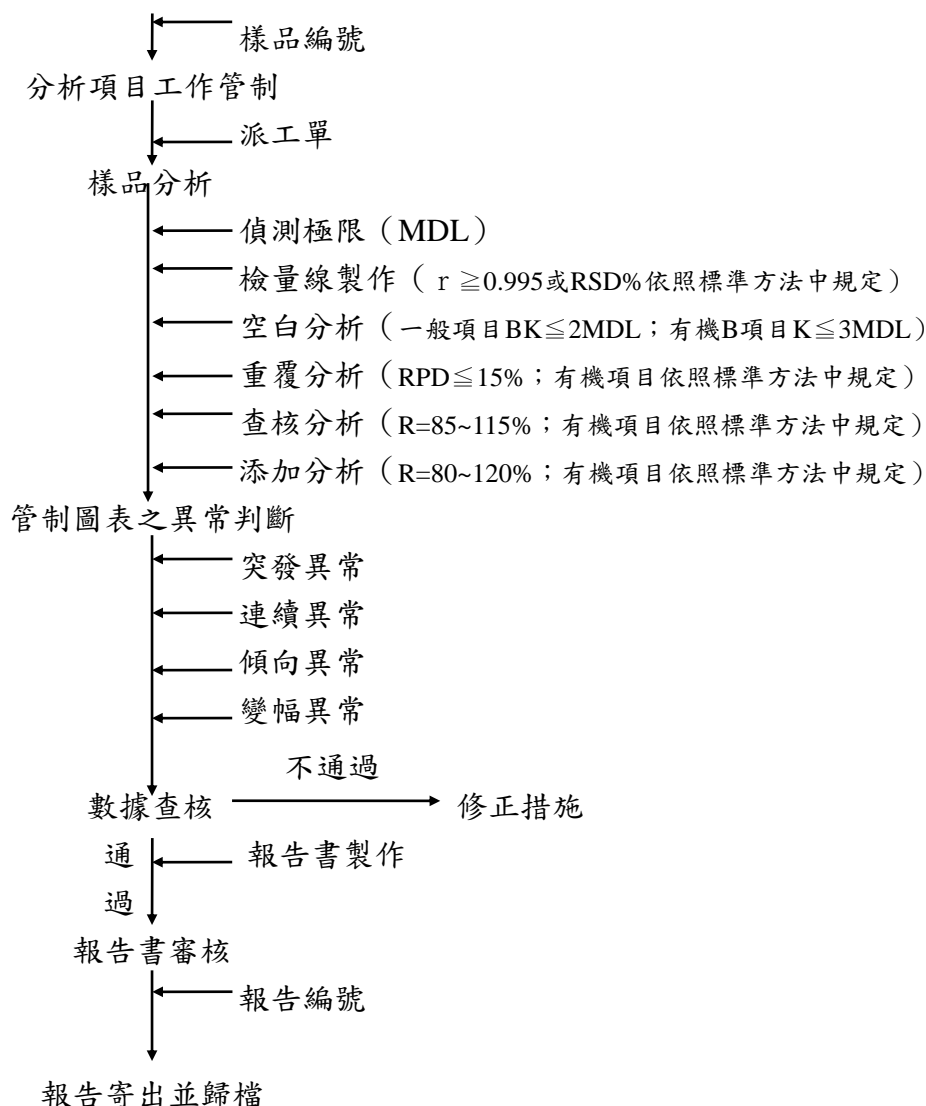 樣品編號
分析項目工作管制
派工單
樣品分析
偵測極限（MDL）
檢量線製作（ r ≧0.995或RSD%依照標準方法中規定）
空白分析（一般項目BK≦2MDL；有機B項目K≦3MDL）
重覆分析（RPD≦15%；有機項目依照標準方法中規定）
查核分析（R=85~115%；有機項目依照標準方法中規定）
添加分析（R=80~120%；有機項目依照標準方法中規定）
管制圖表之異常判斷
突發異常
連續異常
傾向異常
變幅異常
不通過
數據查核
修正措施
通
過
報告書製作
報告書審核
報告編號
報告寄出並歸檔